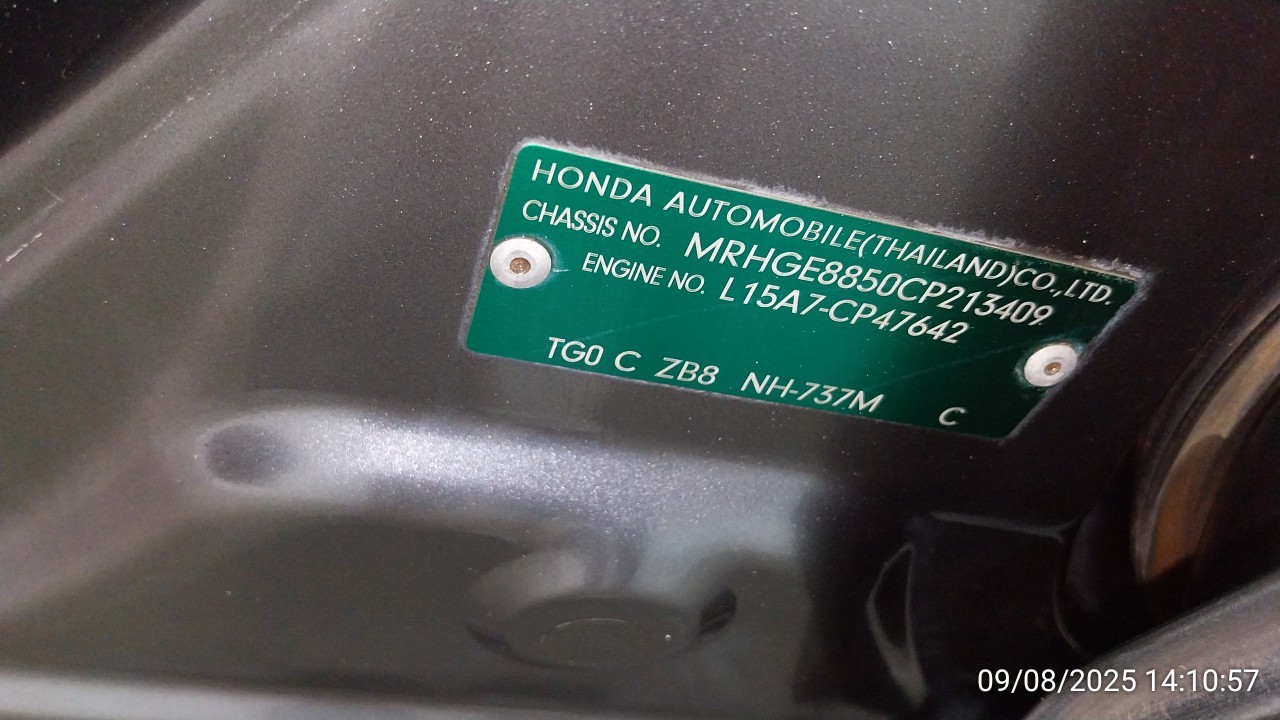 HONDA AUTOMOBILE(THAILAND)CO.,LTD.
CHASSIS NO. MRHGE8850CP213409
ENGINE NO. L15A7-CP47642
TG0 C ZB8 NH-737M C
09/08/2025 14:10:57